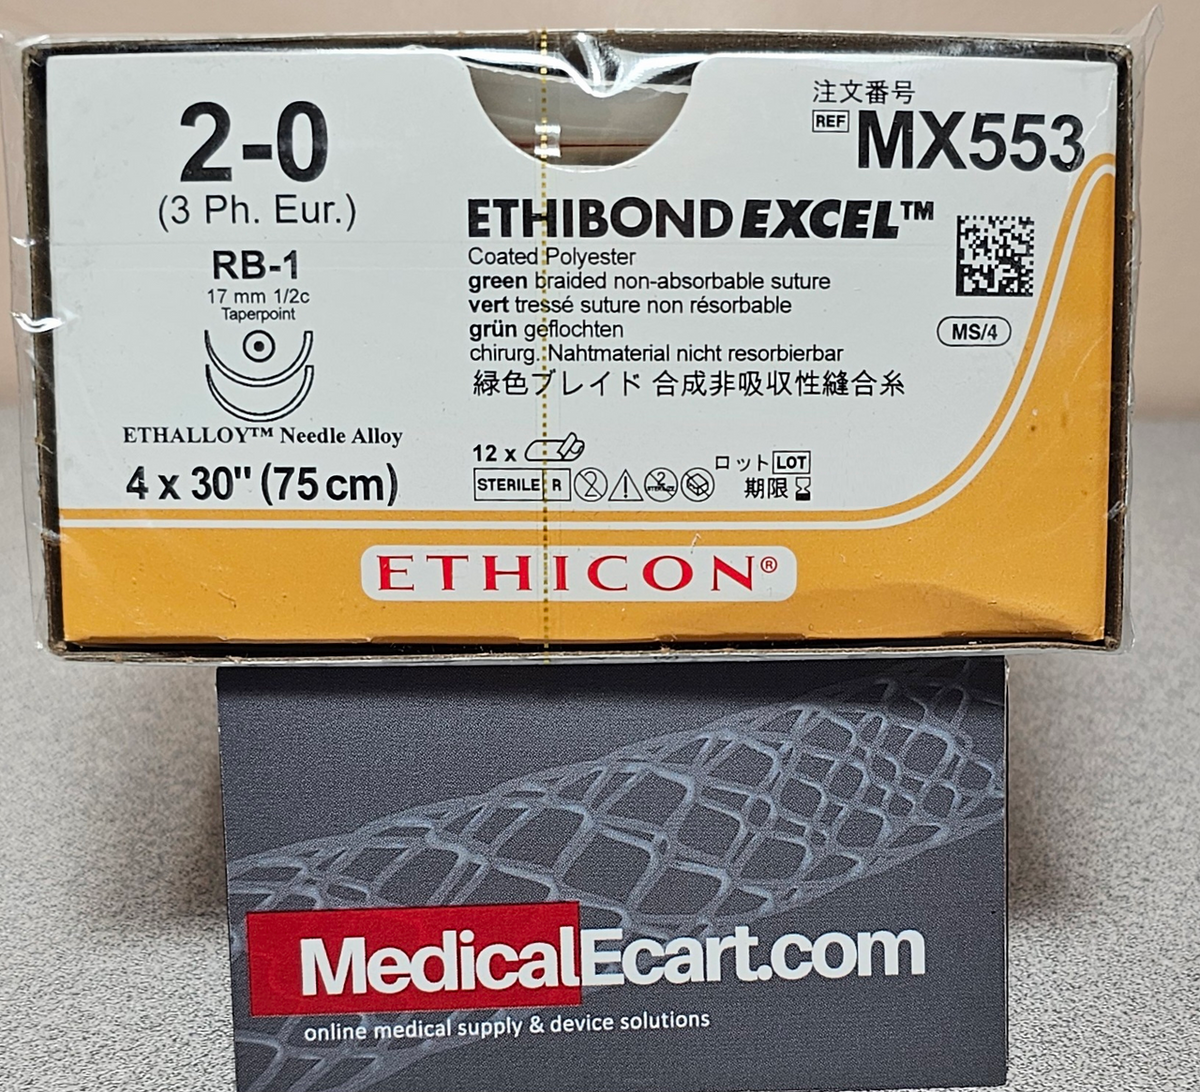 2-0
(3 Ph. Eur.)
RB-1
17 mm 1/2c
Taperpoint
ETHALLOY™ Needle Alloy
4 x 30" (75 cm)
注文番号
REF MX553
ETHIBOND EXCEL™
Coated Polyester
green braided non-absorbable suture
vert tressé suture non résorbable
grün geflochten
chirurg. Nahtmaterial nicht resorbierbar
緑色ブレイド 合成非吸収性縫合糸
MS/4
12 x
STERILE R
2
2
STERILIZE
ロット LOT
期限
ETHICON®
MedicalEcart.com
online medical supply & device solutions